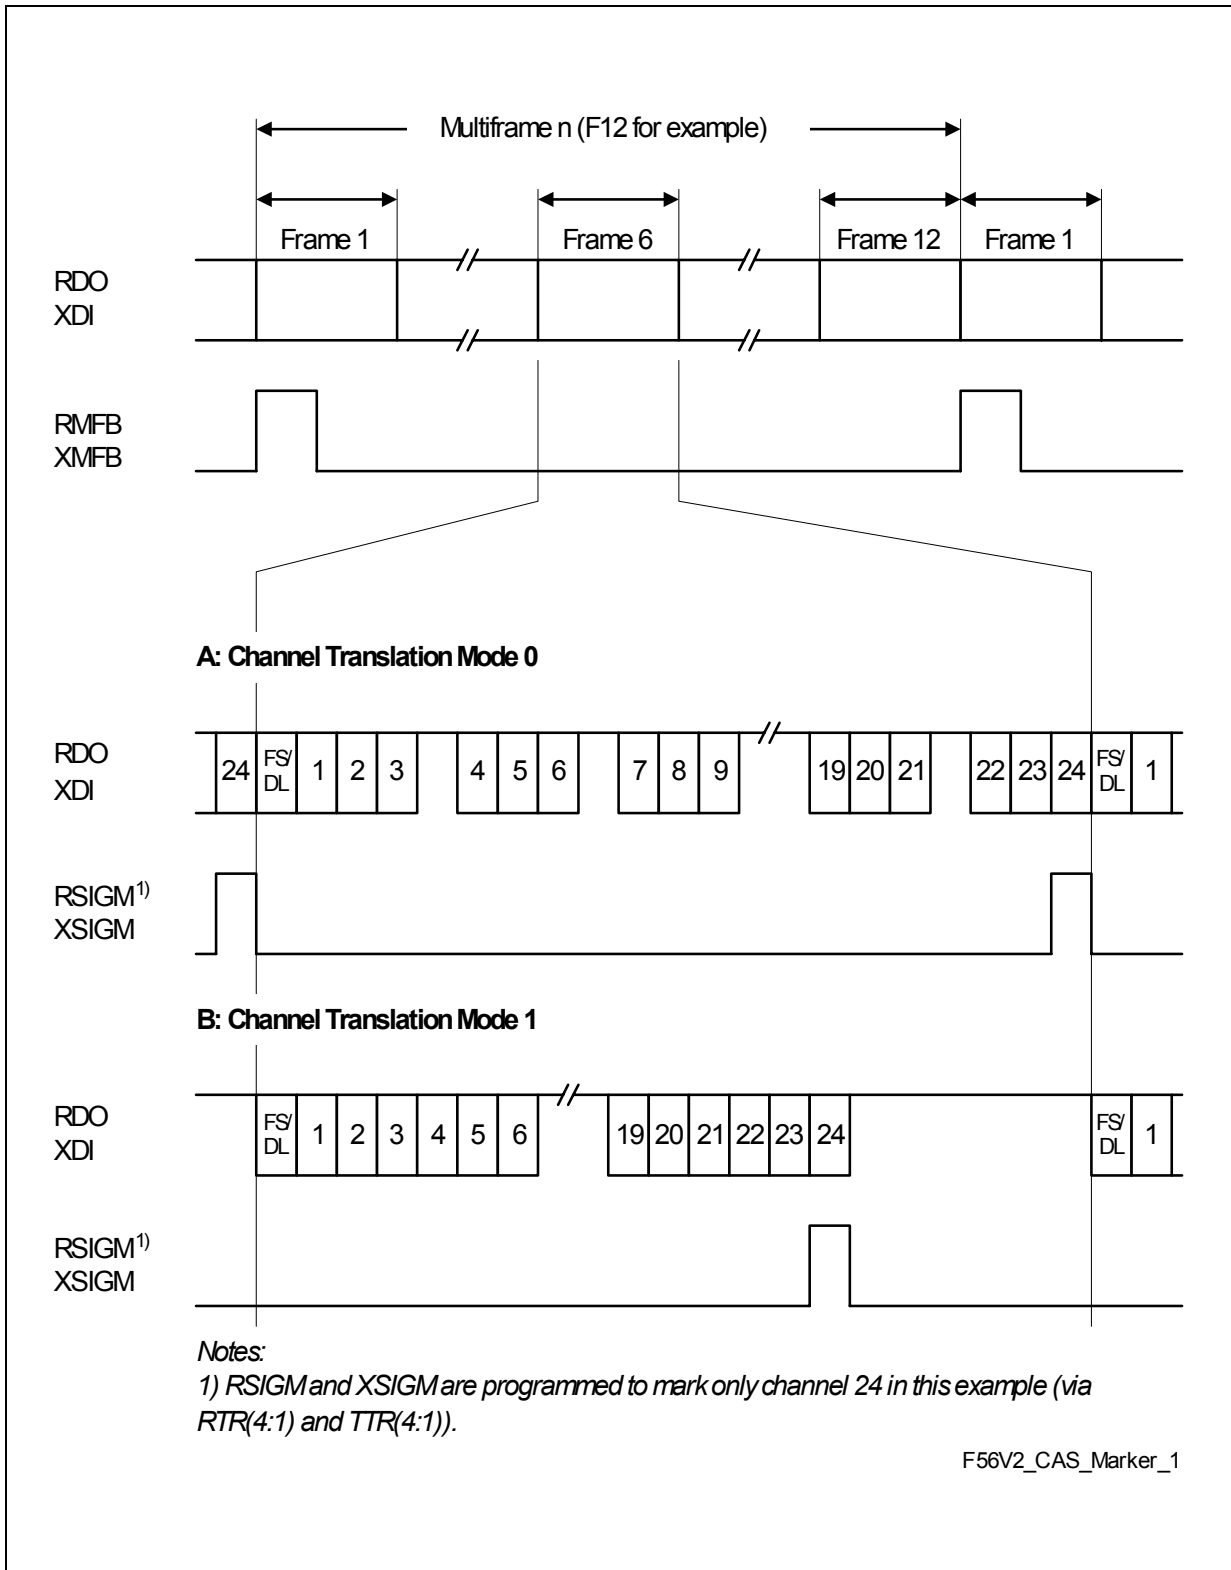 Multiframe n (F12 for example)
Frame 1 Frame 6 Frame 12 Frame 1
RDO
XDI
RMFB
XMFB
A: Channel Translation Mode 0
RDO
XDI
24 FS/DL 1 2 3 4 5 6 7 8 9 19 20 21 22 23 24 FS/DL 1
RSIGM1)
XSIGM
B: Channel Translation Mode 1
RDO
XDI
FS/DL 1 2 3 4 5 6 19 20 21 22 23 24 FS/DL 1
RSIGM1)
XSIGM
Notes:
1) RSIGM and XSIGM are programmed to mark only channel 24 in this example (via
RTR(4:1) and TTR(4:1)).
F56V2_CAS_Marker_1